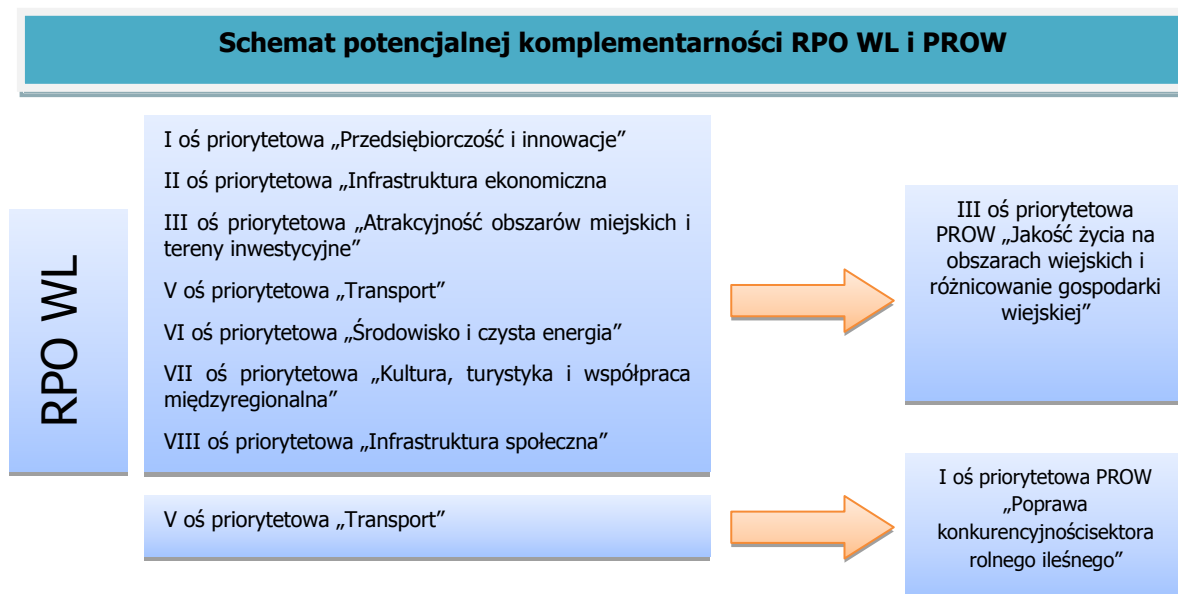 Schemat potencjalnej komplementarności RPO WL i PROW
RPO WL
I oś priorytetowa „Przedsiębiorczość i innowacje”
II oś priorytetowa „Infrastruktura ekonomiczna
III oś priorytetowa „Atrakcyjność obszarów miejskich i
tereny inwestycyjne”
V oś priorytetowa „Transport”
VI oś priorytetowa „Środowisko i czysta energia”
VII oś priorytetowa „Kultura, turystyka i współpraca
międzyregionalna”
VIII oś priorytetowa „Infrastruktura społeczna”
III oś priorytetowa
PROW „Jakość życia na
obszarach wiejskich i
różnicowanie gospodarki
wiejskiej”
V oś priorytetowa „Transport”
I oś priorytetowa PROW
„Poprawa
konkurencyjnościsektora
rolnego ileśnego”